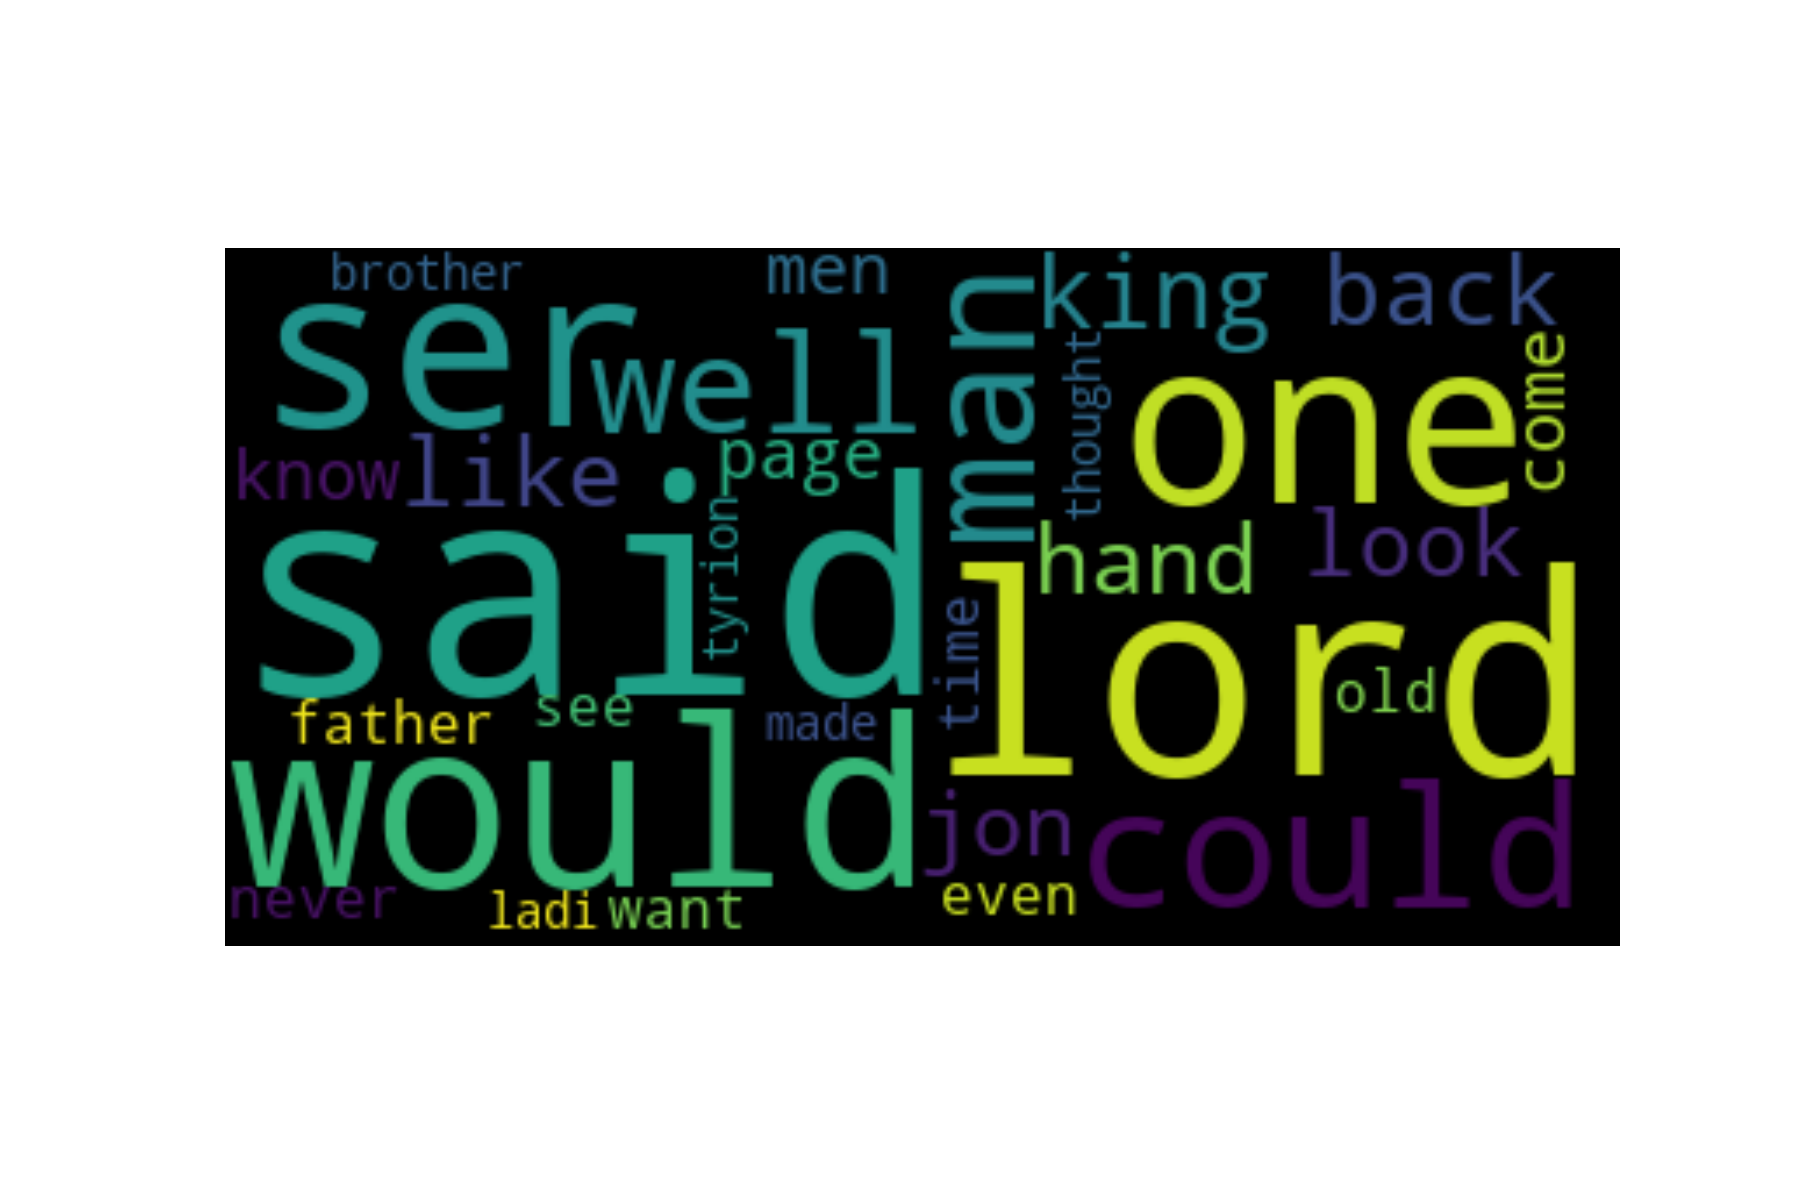 brother
men
king
back
ser
well
man
thought
one
come
know
like
page
said
tyrion
hand
look
lord
time
old
father
see
made
would
jon
could
never
ladi
want
even